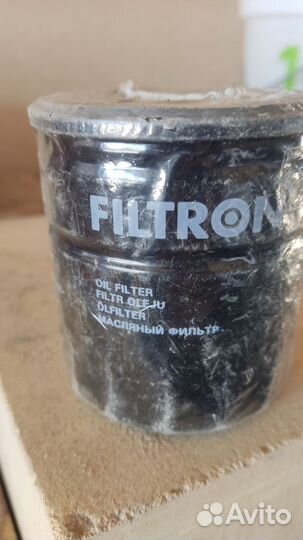 FILTRON
OIL FILTER
FILTR OLEJU
ÖLFILTER
МАСЛЯНЫЙ ФИЛЬТР
Avito